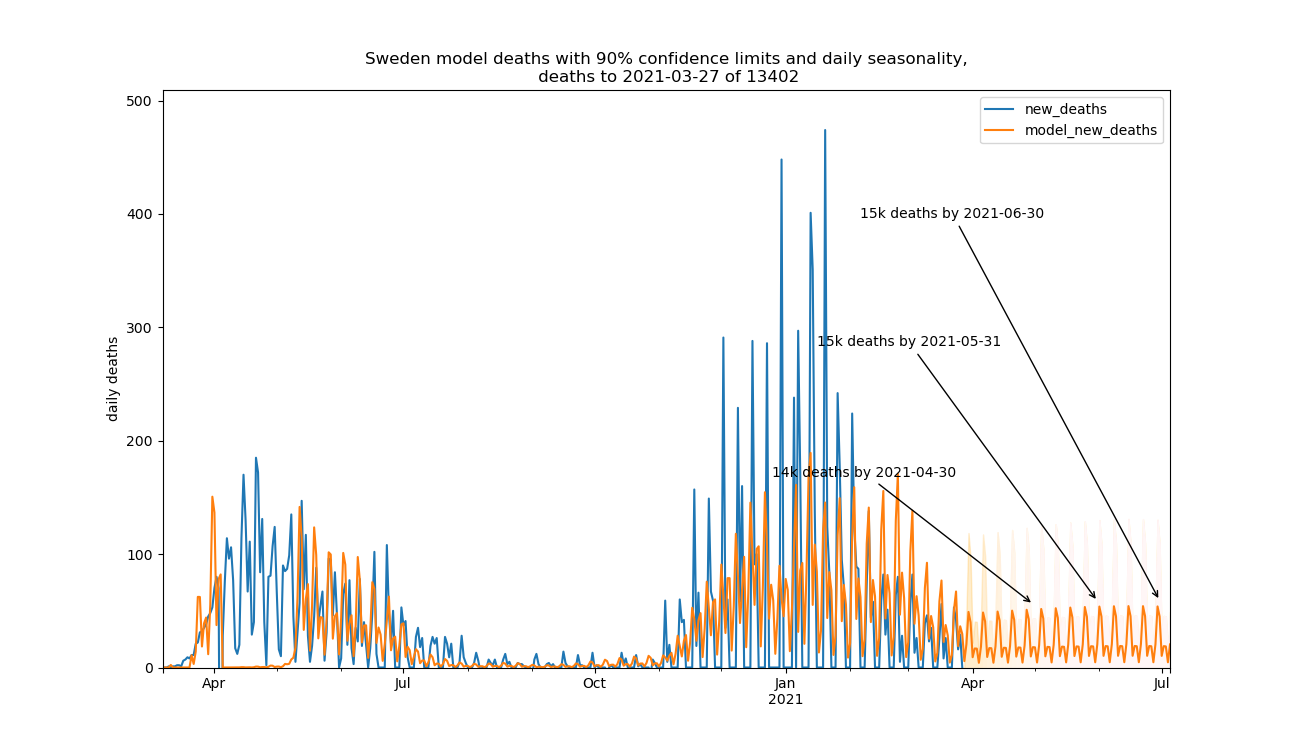 Sweden model deaths with 90% confidence limits and daily seasonality,
deaths to 2021-03-27 of 13402
500
new_deaths
model_new_deaths
400
15k deaths by 2021-06-30
300
15k deaths by 2021-05-31
daily deaths
200
14k deaths by 2021-04-30
100
0
Apr
Jul
Oct
Jan
2021
Apr
Jul